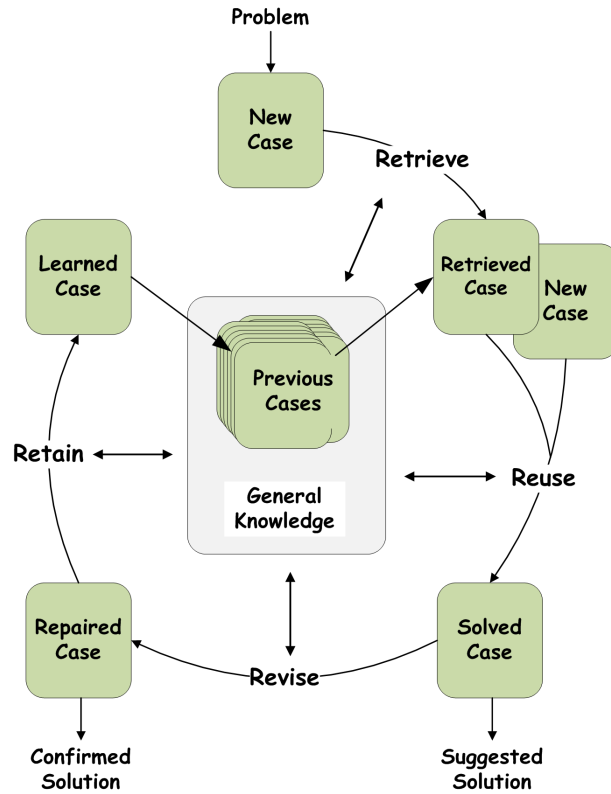 Problem
New
Case
Retrieve
Learned
Case
Retrieved
Case
New
Case
Previous
Cases
Retain
Reuse
General
Knowledge
Repaired
Case
Solved
Case
Revise
Confirmed
Solution
Suggested
Solution